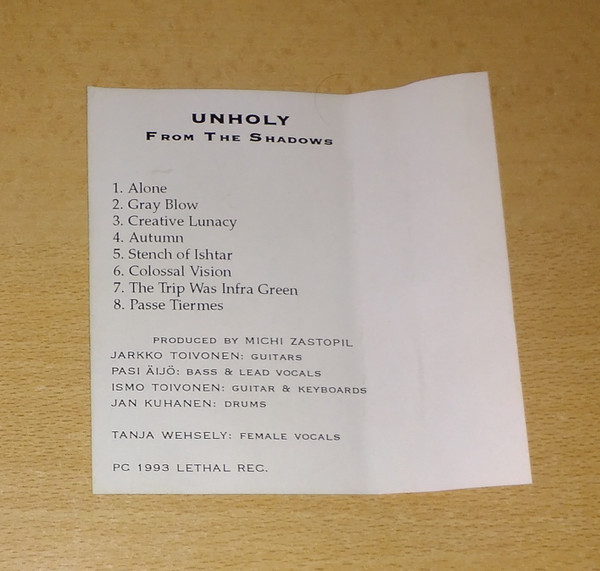 UNHOLY
FROM THE SHADOWS
1. Alone
2. Gray Blow
3. Creative Lunacy
4. Autumn
5. Stench of Ishtar
6. Colossal Vision
7. The Trip Was Infra Green
8. Passe Tiermes
PRODUCED BY MICHI ZASTOPIL
JARKKO TOIVONEN: GUITARS
PASI ÄIJÖ: BASS & LEAD VOCALS
ISMO TOIVONEN: GUITAR & KEYBOARDS
JAN KUHANEN: DRUMS
TANJA WEHSELY: FEMALE VOCALS
PC 1993 LETHAL REC.